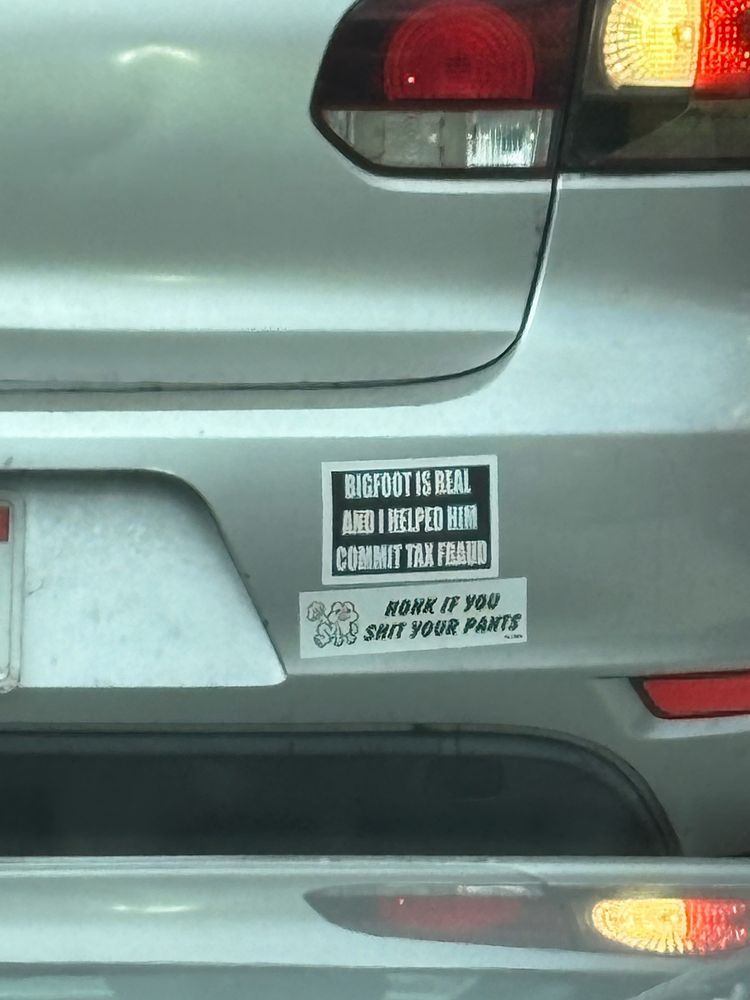 BIGFOOT IS REAL
AND I HELPED HIM
COMMIT TAX FRAUD
HONK IF YOU
SHIT YOUR PANTS